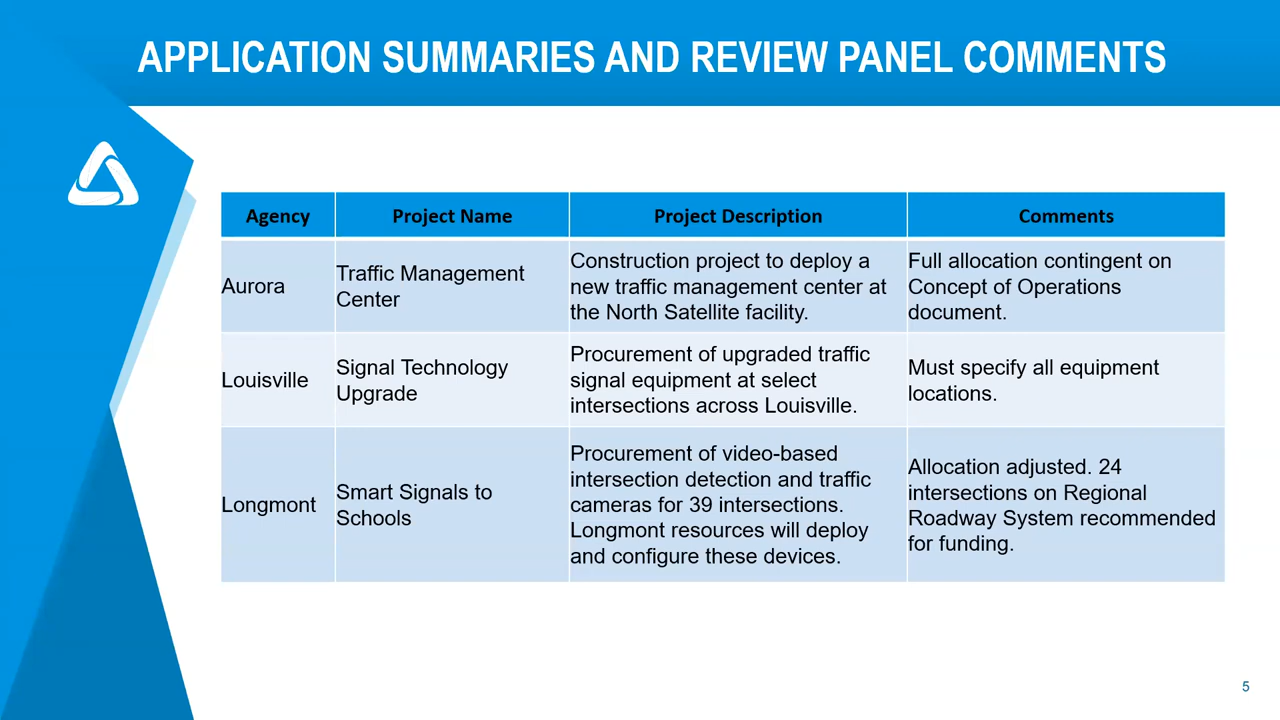 APPLICATION SUMMARIES AND REVIEW PANEL COMMENTS
Agency
Project Name
Project Description
Comments
Aurora
Traffic Management
Center
Construction project to deploy a
new traffic management center at
the North Satellite facility.
Full allocation contingent on
Concept of Operations
document.
Louisville
Signal Technology
Upgrade
Procurement of upgraded traffic
signal equipment at select
intersections across Louisville.
Must specify all equipment
locations.
Longmont
Smart Signals to
Schools
Procurement of video-based
intersection detection and traffic
cameras for 39 intersections.
Longmont resources will deploy
and configure these devices.
Allocation adjusted. 24
intersections on Regional
Roadway System recommended
for funding.
5